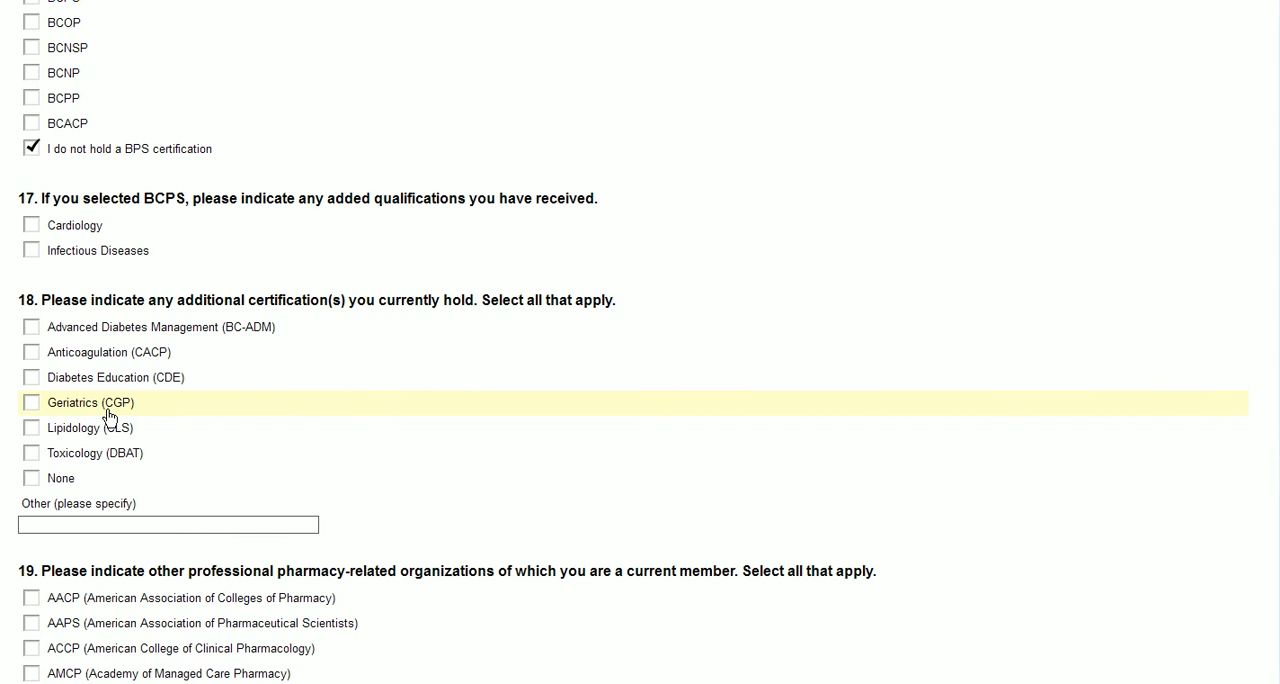 BCOP
BCNSP
BCNP
BCPP
BCACP
I do not hold a BPS certification
17. If you selected BCPS, please indicate any added qualifications you have received.
Cardiology
Infectious Diseases
18. Please indicate any additional certification(s) you currently hold. Select all that apply.
Advanced Diabetes Management (BC-ADM)
Anticoagulation (CACP)
Diabetes Education (CDE)
Geriatrics (CGP)
Lipidology
Toxicology (DBAT)
None
Other (please specify)
19. Please indicate other professional pharmacy-related organizations of which you are a current member. Select all that apply.
AACP (American Association of Colleges of Pharmacy)
AAPS (American Association of Pharmaceutical Scientists)
ACCP (American College of Clinical Pharmacology)
AMCP (Academy of Managed Care Pharmacy)